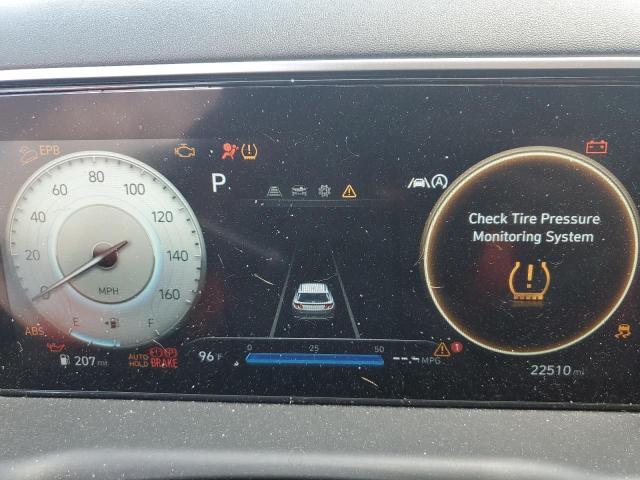 EPB
60 80 100
40 120
20 140
0 160
MPH
E F
ABS
207 mi
AUTO HOLD
BRAKE
P
A
Check Tire Pressure
Monitoring System
96°F
0 25 50
--.- MPG
1
22510 mi